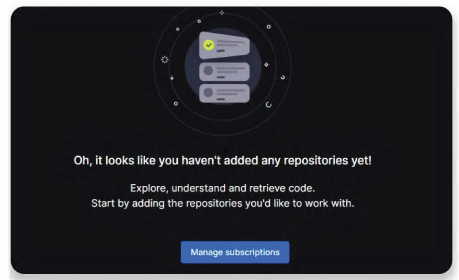 Oh, it looks like you haven't added any repositories yet!
Explore, understand and retrieve code.
Start by adding the repositories you'd like to work with.
Manage subscriptions